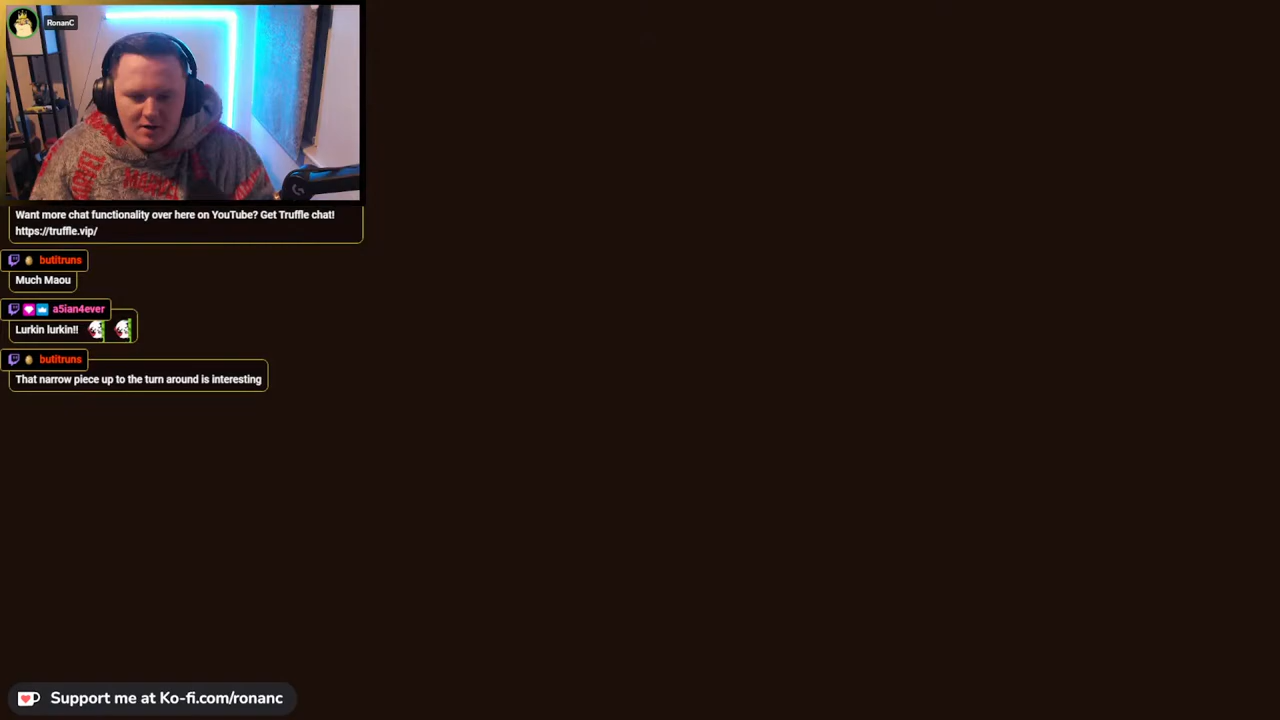 RonanC
Want more chat functionality over here on YouTube? Get Truffle chat!
https://truffle.vip/
butitruns
Much Maou
a5ian4ever
Lurkin lurkin!!
butitruns
That narrow piece up to the turn around is interesting
Support me at Ko-fi.com/ronanc